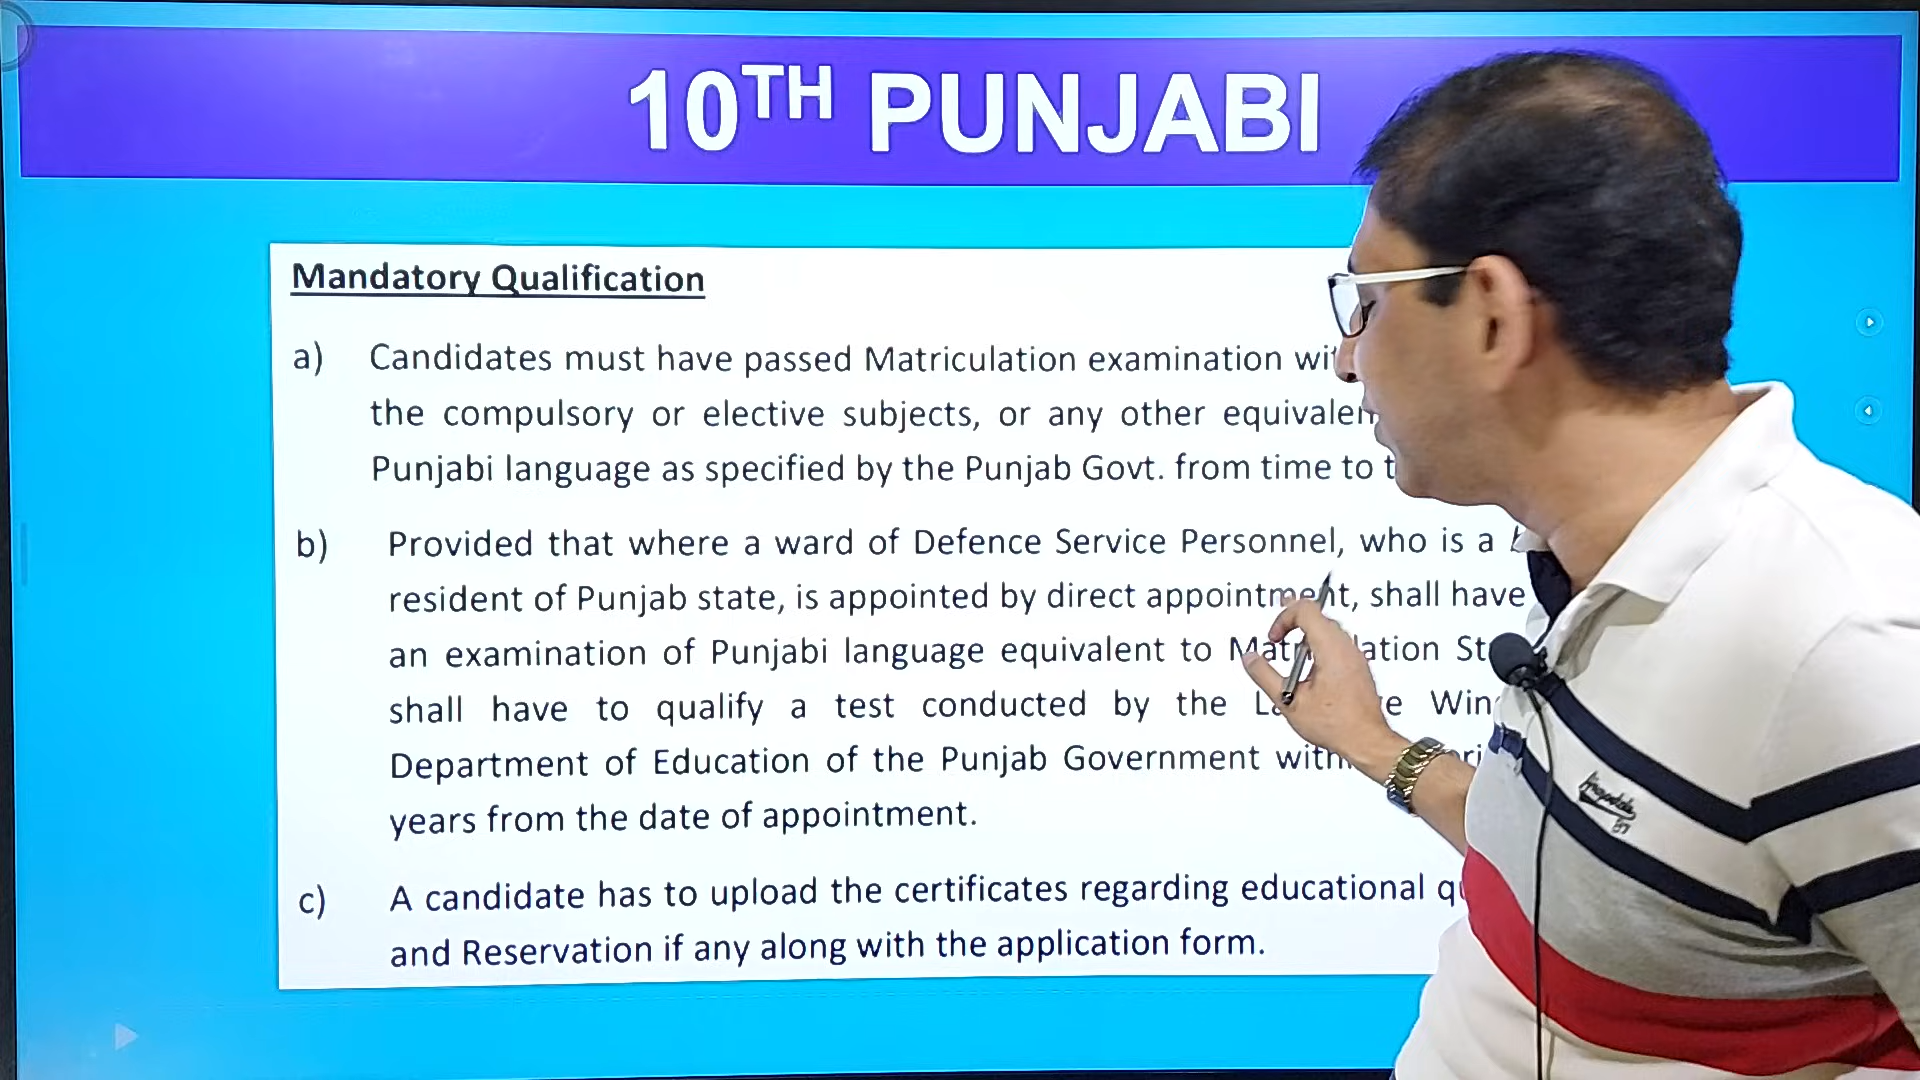 10TH PUNJABI
Mandatory Qualification
a) Candidates must have passed Matriculation examination
the compulsory or elective subjects, or any other
Punjabi language as specified by the Punjab Govt. from time to
b) Provided that where a ward of Defence Service Personnel, who is a
resident of Punjab state, is appointed by direct appointment, shall have
an examination of Punjabi language equivalent to
shall have to qualify a test conducted by the
Department of Education of the Punjab Government
years from the date of appointment.
c) A candidate has to upload the certificates regarding educational
and Reservation if any along with the application form.